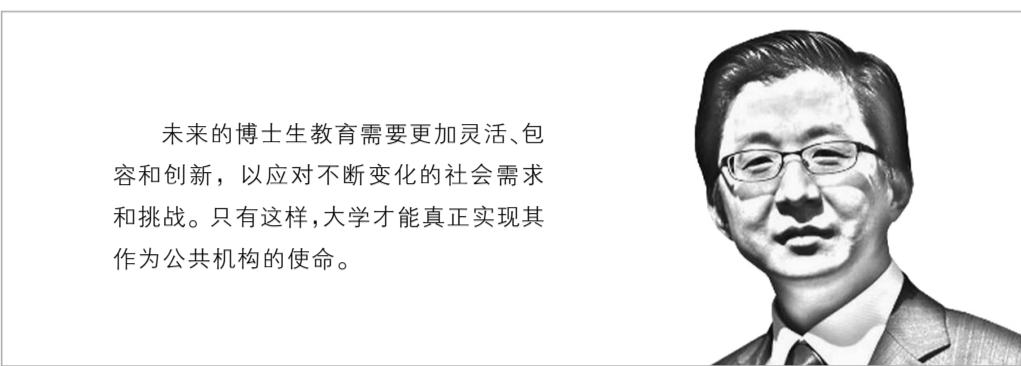 未来的博士生教育需要更加灵活、包
容和创新，以应对不断变化的社会需求
和挑战。只有这样，大学才能真正实现其
作为公共机构的使命。